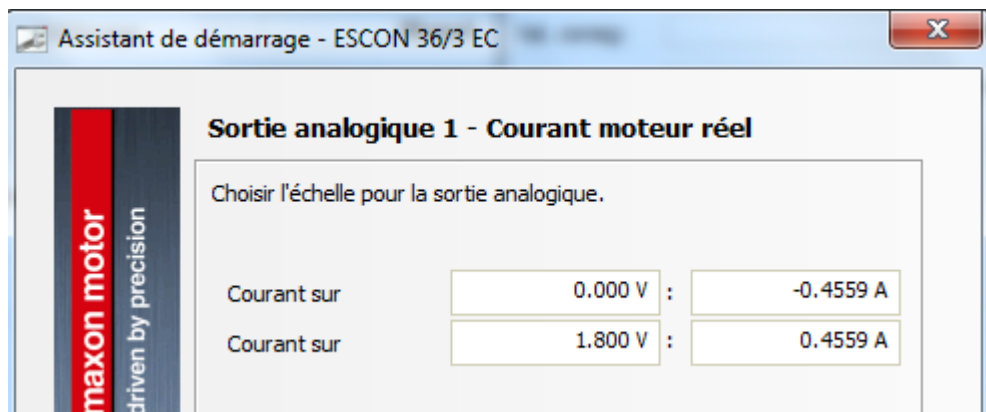 Assistant de démarrage - ESCON 36/3 EC
Sortie analogique 1 - Courant moteur réel
Choisir l'échelle pour la sortie analogique.
Courant sur 0.000 V : -0.4559 A
Courant sur 1.800 V : 0.4559 A
maxon motor
driven by precision